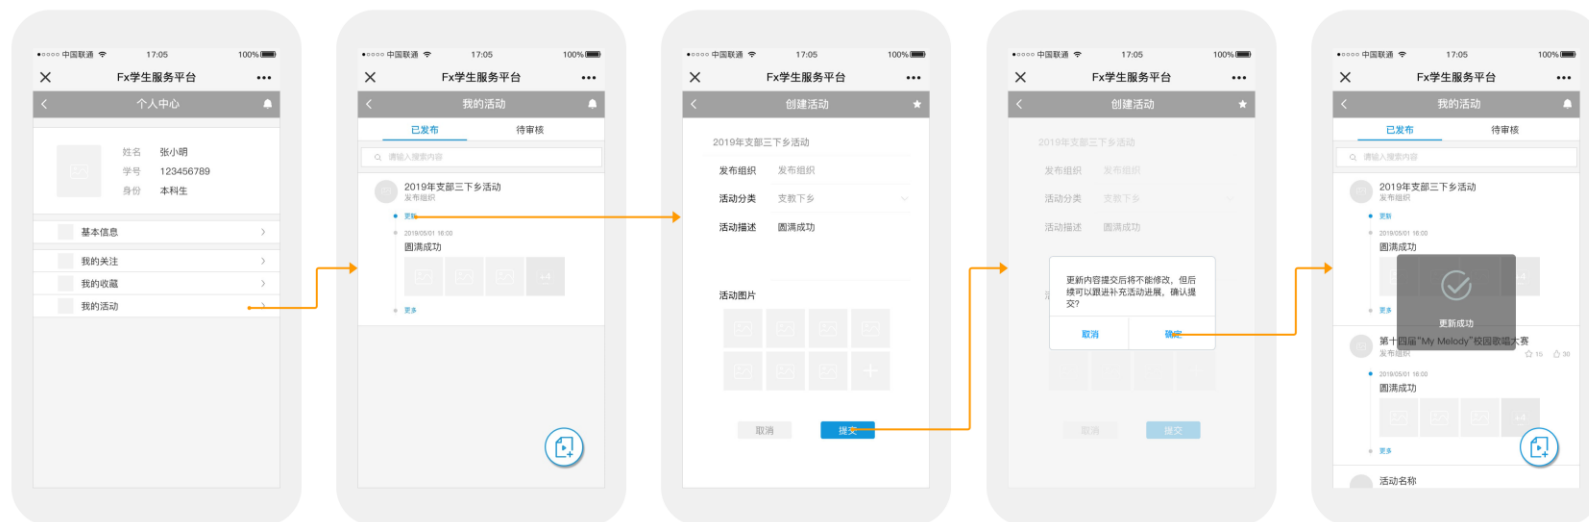 中国联通 17:05 100%
Fx学生服务平台
个人中心
姓名 张小明
学号 123456789
身份 本科生
基本信息
我的关注
我的收藏
我的活动
中国联通 17:05 100%
Fx学生服务平台
我的活动
已发布 待审核
请输入搜索内容
2019年支部三下乡活动
发布组织
更新
2019/05/01 16:00
圆满成功
+4
更多
中国联通 17:05 100%
Fx学生服务平台
创建活动
2019年支部三下乡活动
发布组织 发布组织
活动分类 支教下乡
活动描述 圆满成功
活动图片
取消 提交
中国联通 17:05 100%
Fx学生服务平台
创建活动
2019年支部三下乡活动
发布组织 发布组织
活动分类 支教下乡
活动描述 圆满成功
更新内容提交后将不能修改，但后
续可以跟进补充活动进展，确认提
交？
取消 确定
取消 提交
中国联通 17:05 100%
Fx学生服务平台
我的活动
已发布 待审核
请输入搜索内容
2019年支部三下乡活动
发布组织
更新
2019/05/01 16:00
圆满成功
更多
更新成功
第十四届"My Melody"校园歌唱大赛
发布组织 15 36
2019/05/01 16:00
圆满成功
+4
更多
活动名称